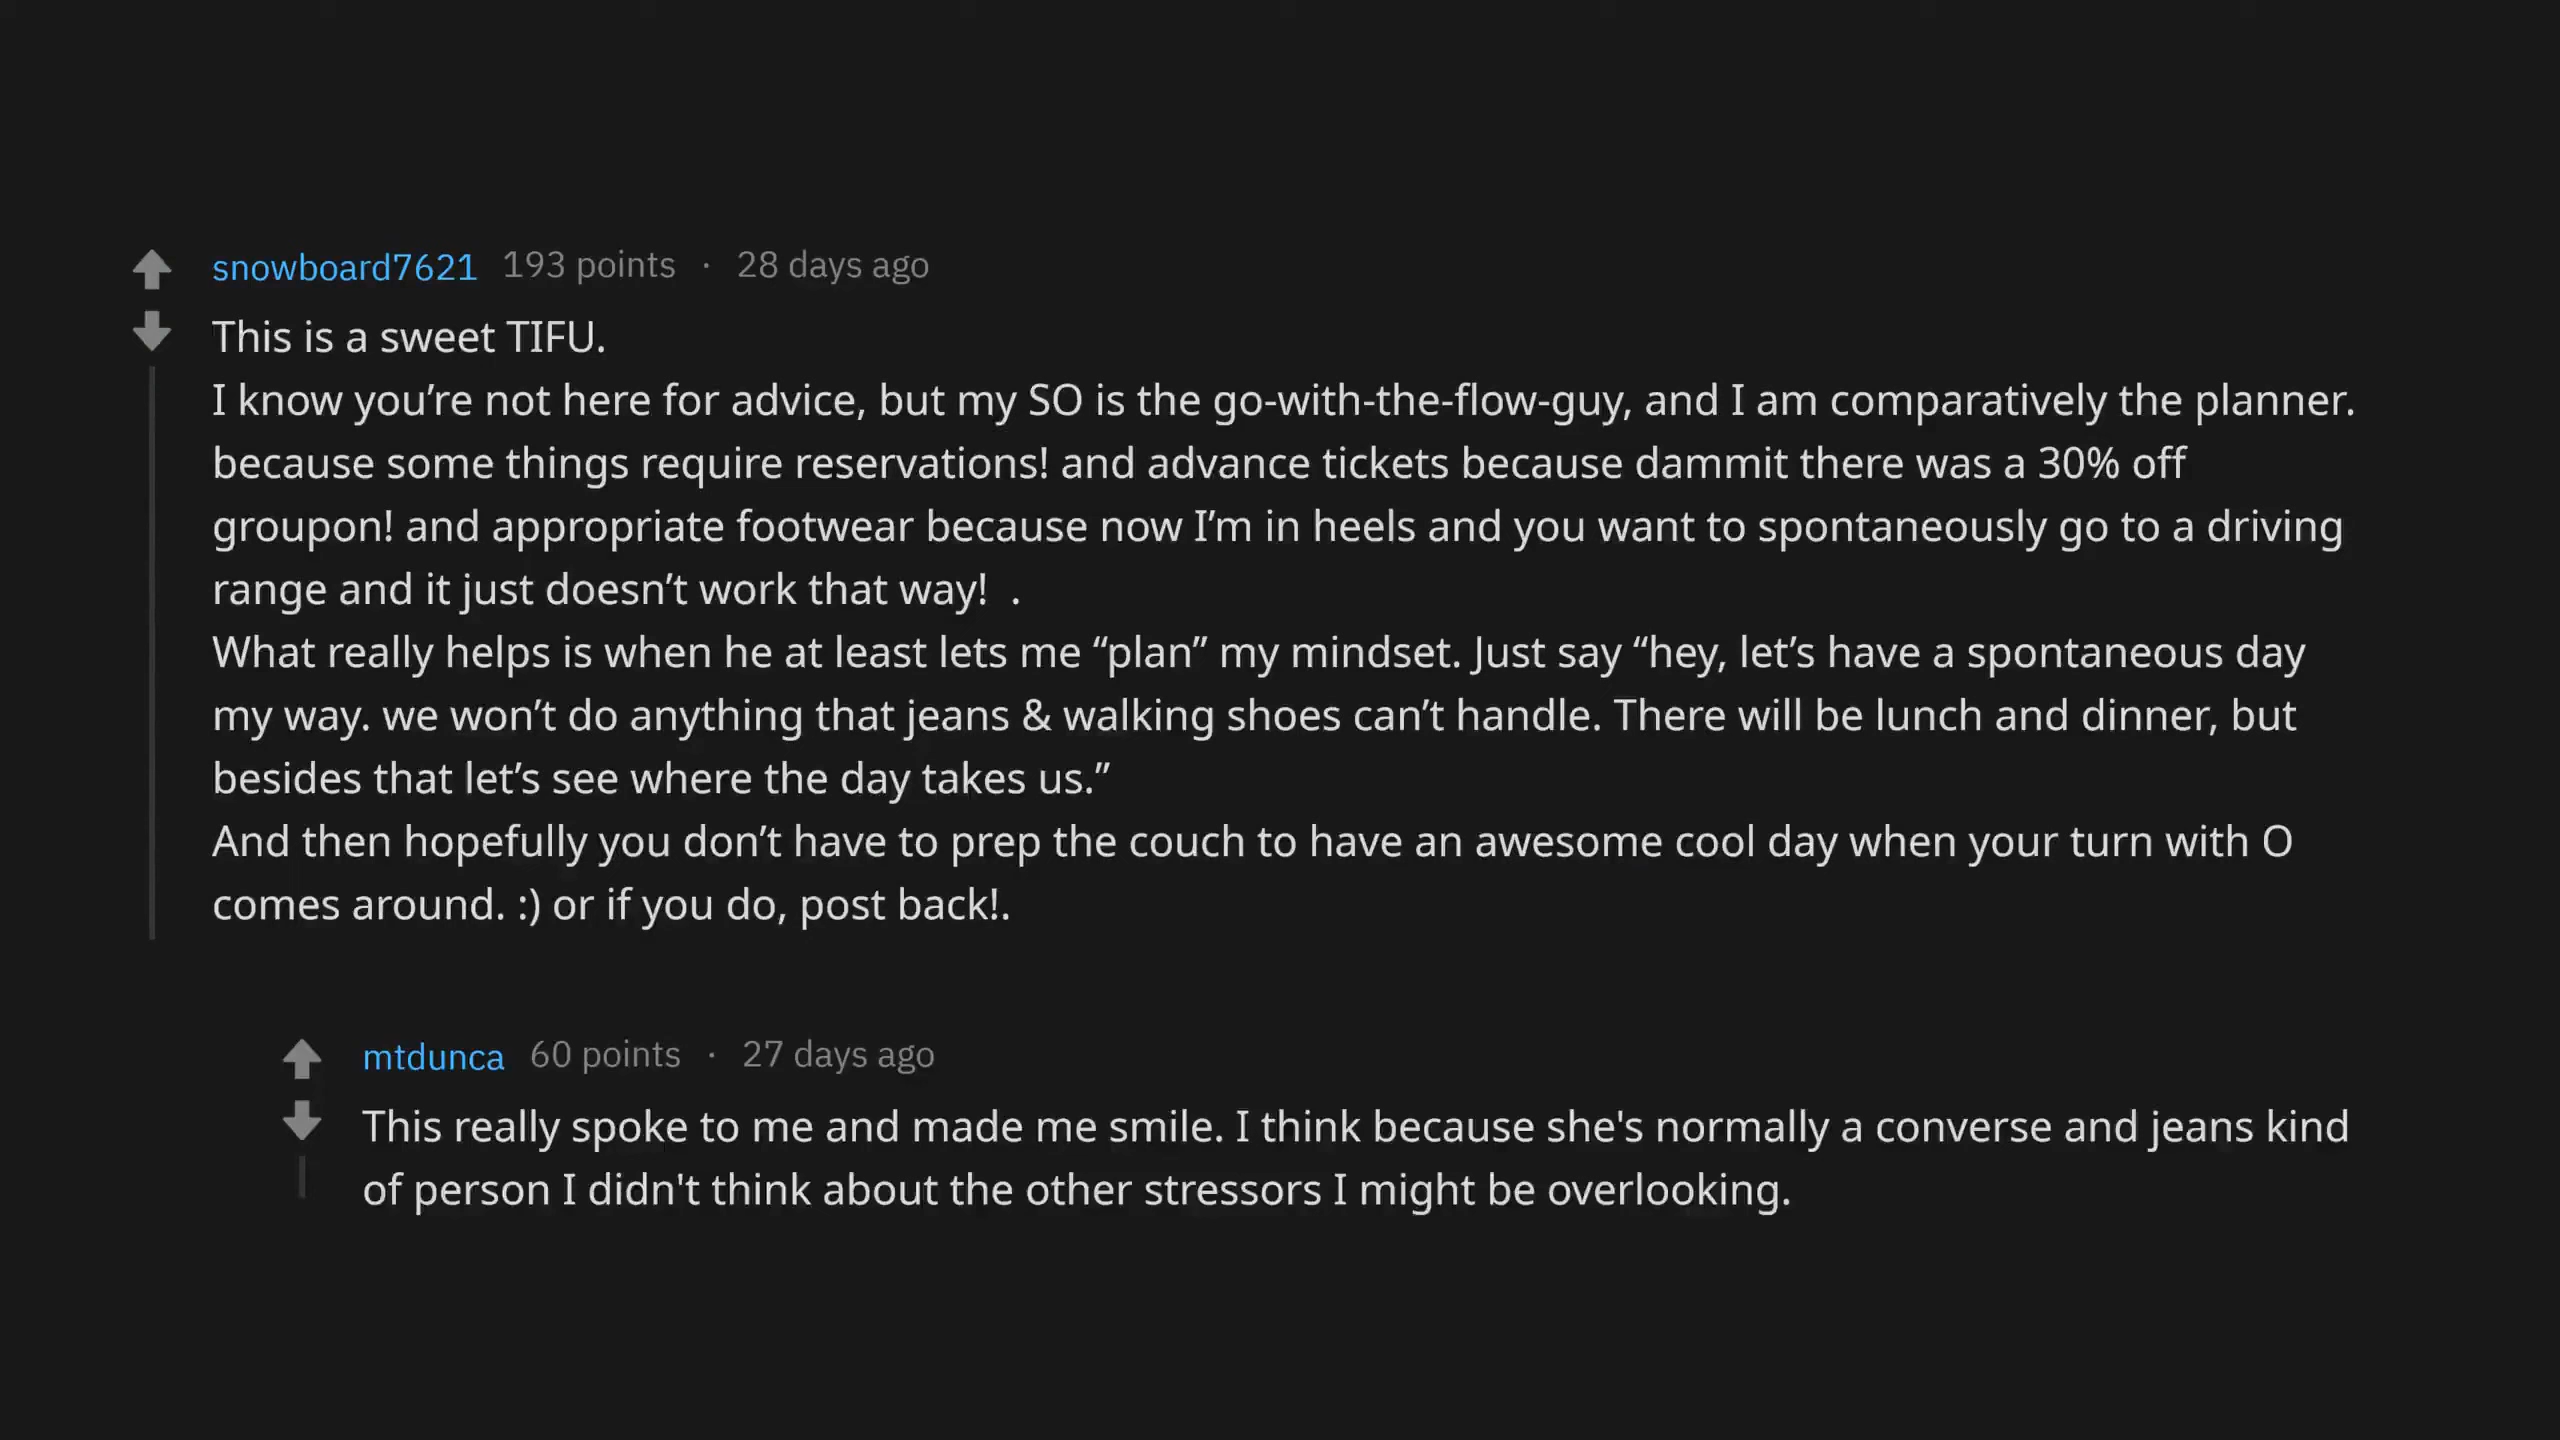 snowboard7621 193 points · 28 days ago
This is a sweet TIFU.
I know you’re not here for advice, but my SO is the go-with-the-flow-guy, and I am comparatively the planner.
because some things require reservations! and advance tickets because dammit there was a 30% off
groupon! and appropriate footwear because now I’m in heels and you want to spontaneously go to a driving
range and it just doesn’t work that way!  .
What really helps is when he at least lets me “plan” my mindset. Just say “hey, let’s have a spontaneous day
my way. we won’t do anything that jeans & walking shoes can’t handle. There will be lunch and dinner, but
besides that let’s see where the day takes us.”
And then hopefully you don’t have to prep the couch to have an awesome cool day when your turn with O
comes around. :) or if you do, post back!.
mtdunca 60 points · 27 days ago
This really spoke to me and made me smile. I think because she's normally a converse and jeans kind
of person I didn't think about the other stressors I might be overlooking.